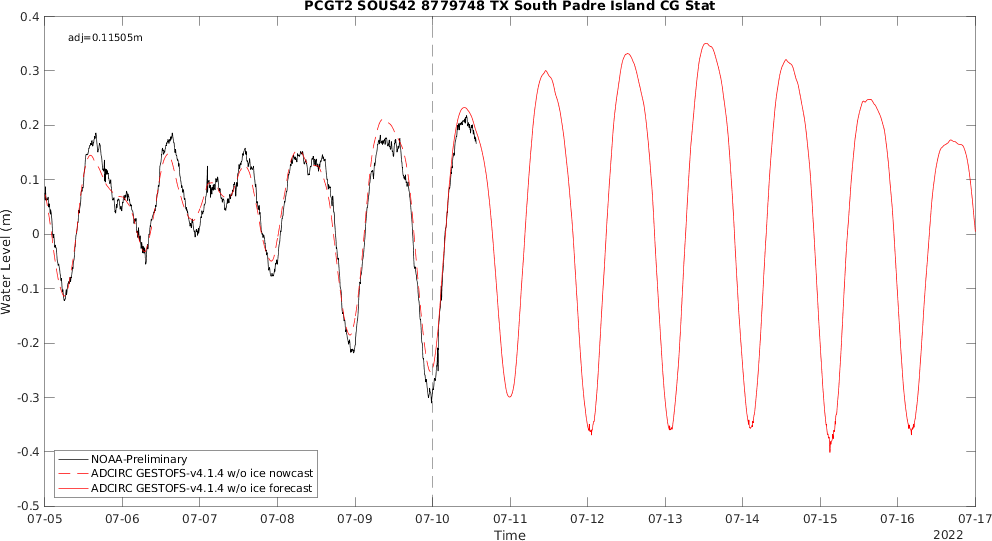 PCGT2 SOUS42 8779748 TX South Padre Island CG Stat
adj=0.11505m
0.4
0.3
0.2
0.1
0
-0.1
-0.2
-0.3
-0.4
-0.5
Water Level (m)
NOAA-Preliminary
ADCIRC GESTOFS-v4.1.4 w/o ice nowcast
ADCIRC GESTOFS-v4.1.4 w/o ice forecast
07-05 07-06 07-07 07-08 07-09 07-10 07-11 07-12 07-13 07-14 07-15 07-16 07-17
Time
2022